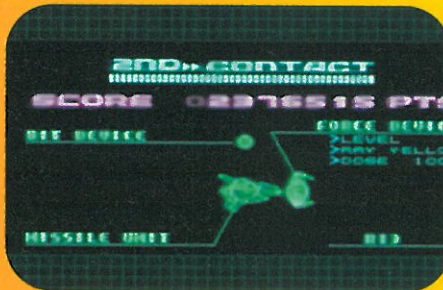 2ND▸▸CONTACT
SCORE 02376515 PTS
BIT DEVICE
FORCE DEVIC
>LEVEL
>RAY YELLO
>DOSE 100
MISSILE UNIT